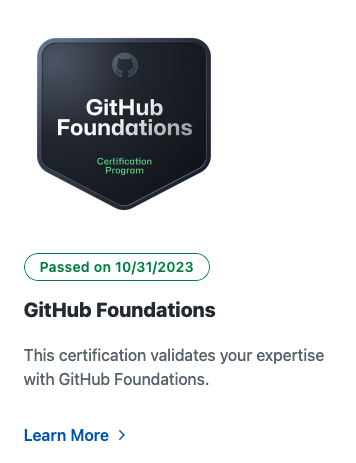 GitHub
Foundations
Certification
Program
Passed on 10/31/2023
GitHub Foundations
This certification validates your expertise
with GitHub Foundations.
Learn More